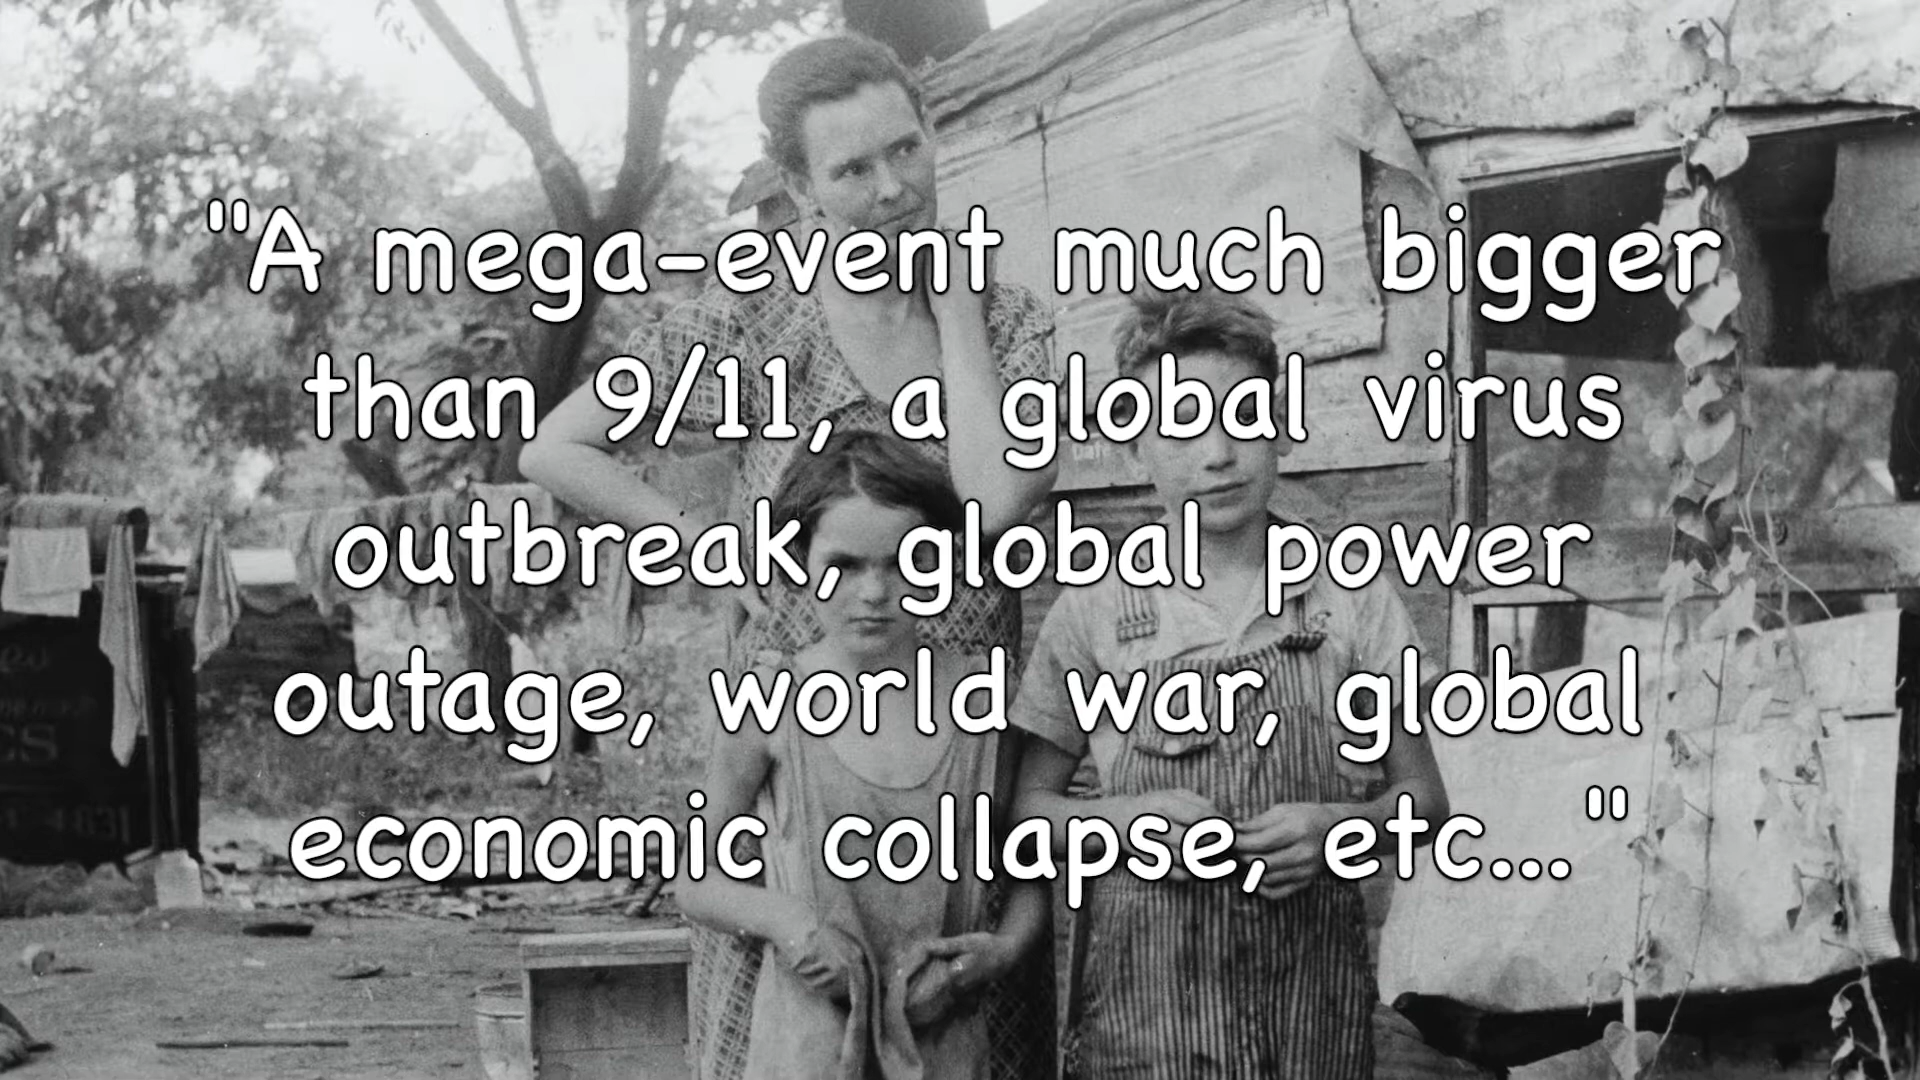 "A mega-event much bigger
than 9/11, a global virus
outbreak, global power
outage, world war, global
economic collapse, etc..."